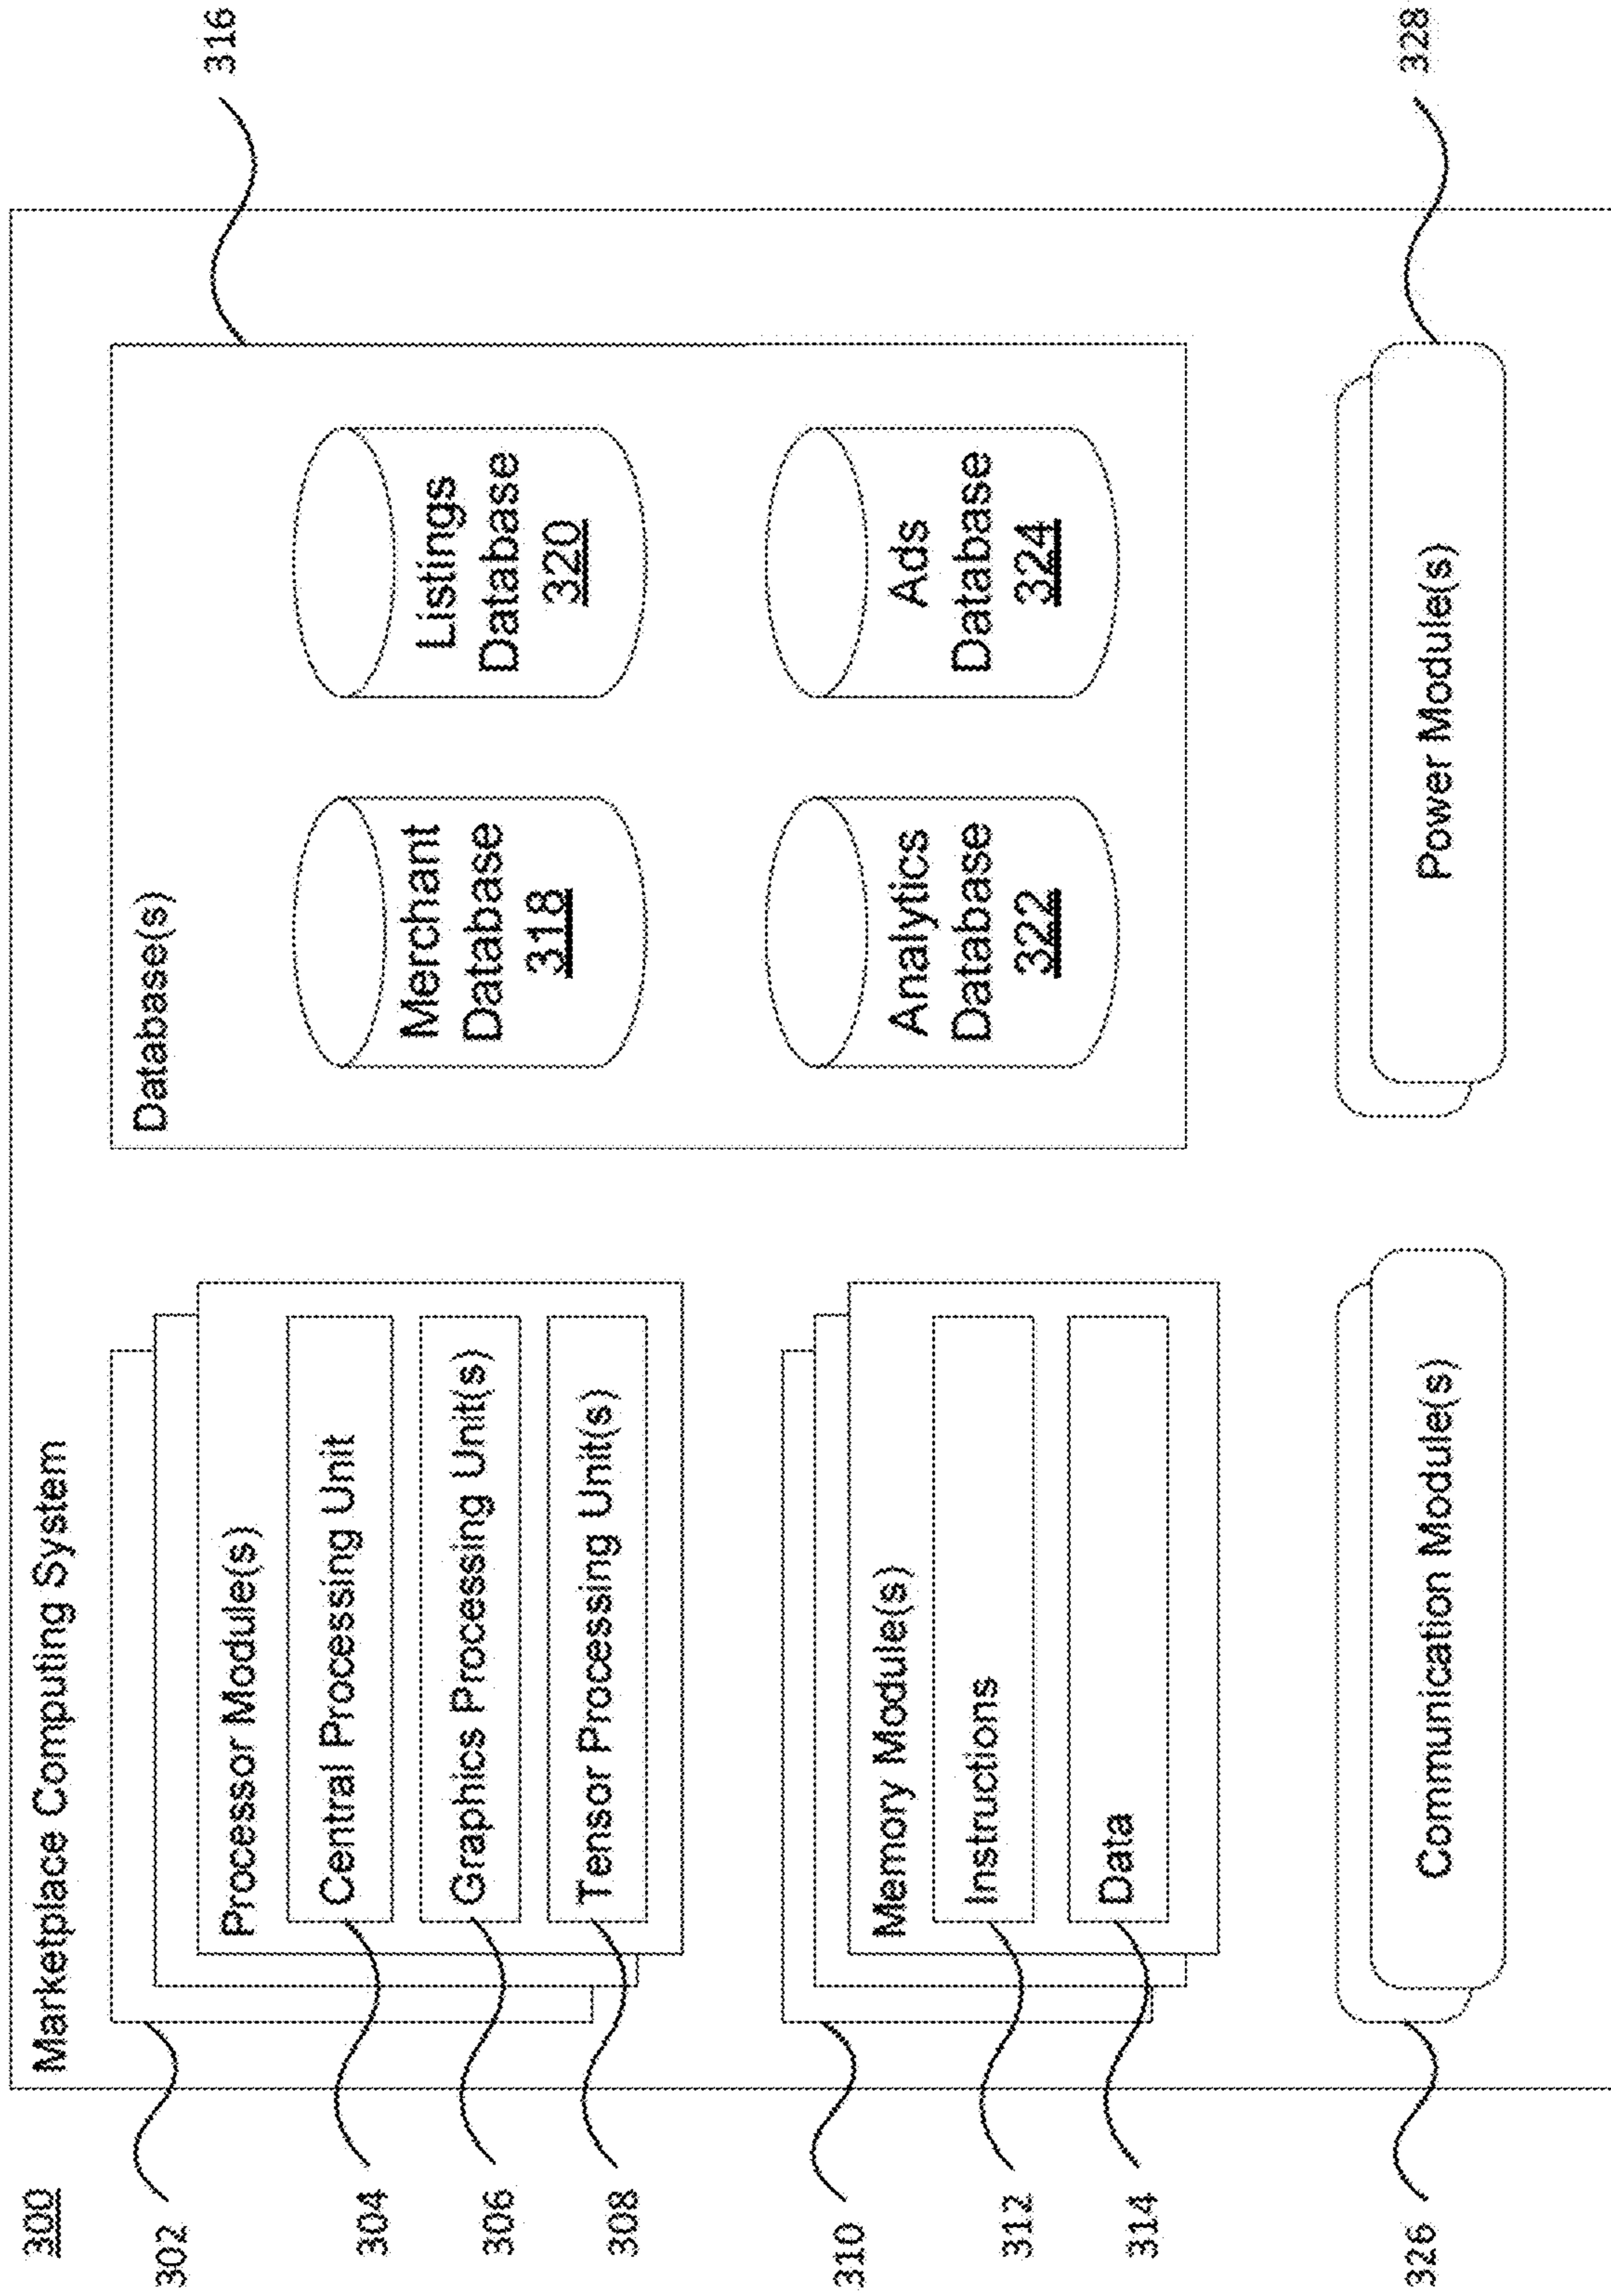 300
Marketplace Computing System
302
Processor Module(s)
304
Central Processing Unit
306
Graphics Processing Unit(s)
308
Tensor Processing Unit(s)
310
Memory Module(s)
312
Instructions
314
Data
326
Communication Module(s)
316
Database(s)
Merchant
Database
318
Listings
Database
320
Analytics
Database
322
Ads
Database
324
328
Power Module(s)